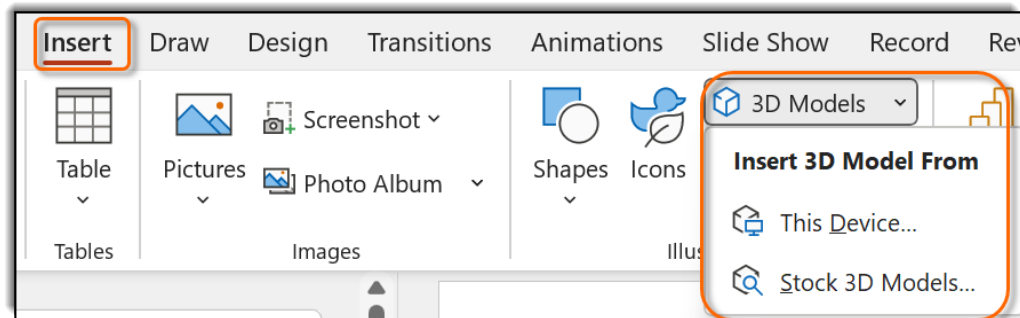 Insert Draw Design Transitions Animations Slide Show Record
Screenshot
3D Models
Table Pictures Photo Album Shapes Icons
Insert 3D Model From
This Device...
Tables Images
Stock 3D Models...